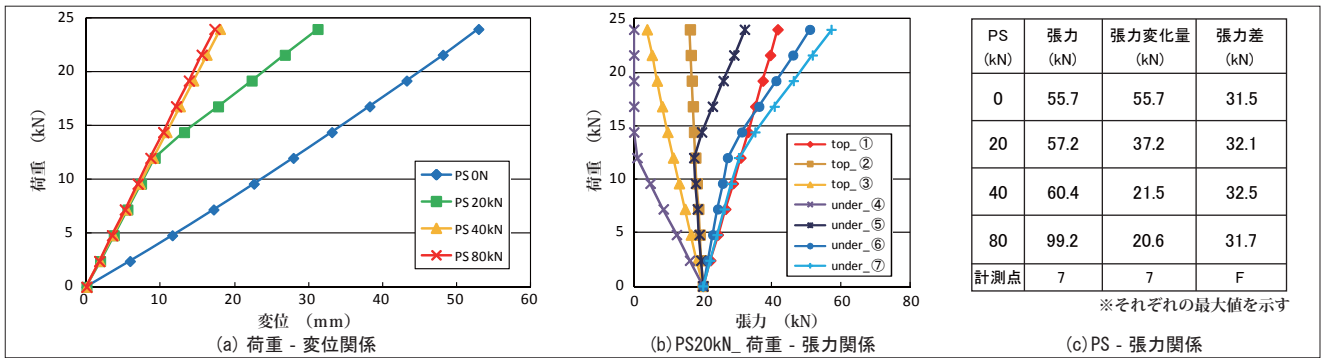 25
20
15
10
5
0
荷重 (kN)
PS 0N
PS 20kN
PS 40kN
PS 80kN
0 10 20 30 40 50 60
変位 (mm)
(a) 荷重 - 変位関係
25
20
15
10
5
0
荷重 (kN)
top_①
top_②
top_③
under_④
under_⑤
under_⑥
under_⑦
0 20 40 60 80
張力 (kN)
(b)PS20kN_ 荷重 - 張力関係
PS (kN) 張力 (kN) 張力変化量 (kN) 張力差 (kN)
0 55.7 55.7 31.5
20 57.2 37.2 32.1
40 60.4 21.5 32.5
80 99.2 20.6 31.7
計測点 7 7 F
※それぞれの最大値を示す
(c)PS - 張力関係